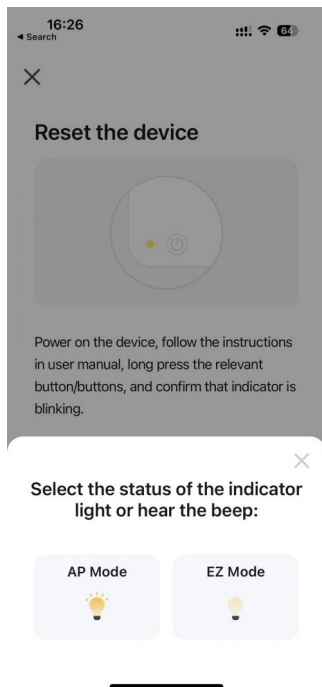 16:26
◀ Search
64
Reset the device
Power on the device, follow the instructions
in user manual, long press the relevant
button/buttons, and confirm that indicator is
blinking.
Select the status of the indicator
light or hear the beep:
AP Mode
EZ Mode